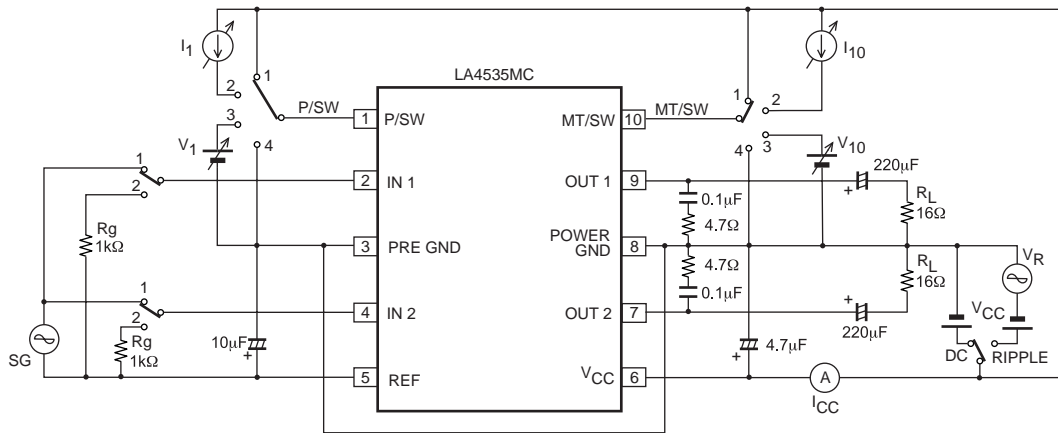 LA4535MC
I1
I10
1
2
3
4
P/SW
1
P/SW
MT/SW
10
MT/SW
1
2
3
4
V1
V10
1
2
2
IN 1
OUT 1
9
220μF
+
0.1μF
4.7Ω
RL
16Ω
Rg
1kΩ
3
PRE GND
POWER
GND
8
4.7Ω
0.1μF
RL
16Ω
VR
1
2
4
IN 2
OUT 2
7
+
220μF
VCC
DC
RIPPLE
SG
Rg
1kΩ
10μF
+
4.7μF
+
5
REF
VCC
6
A
ICC